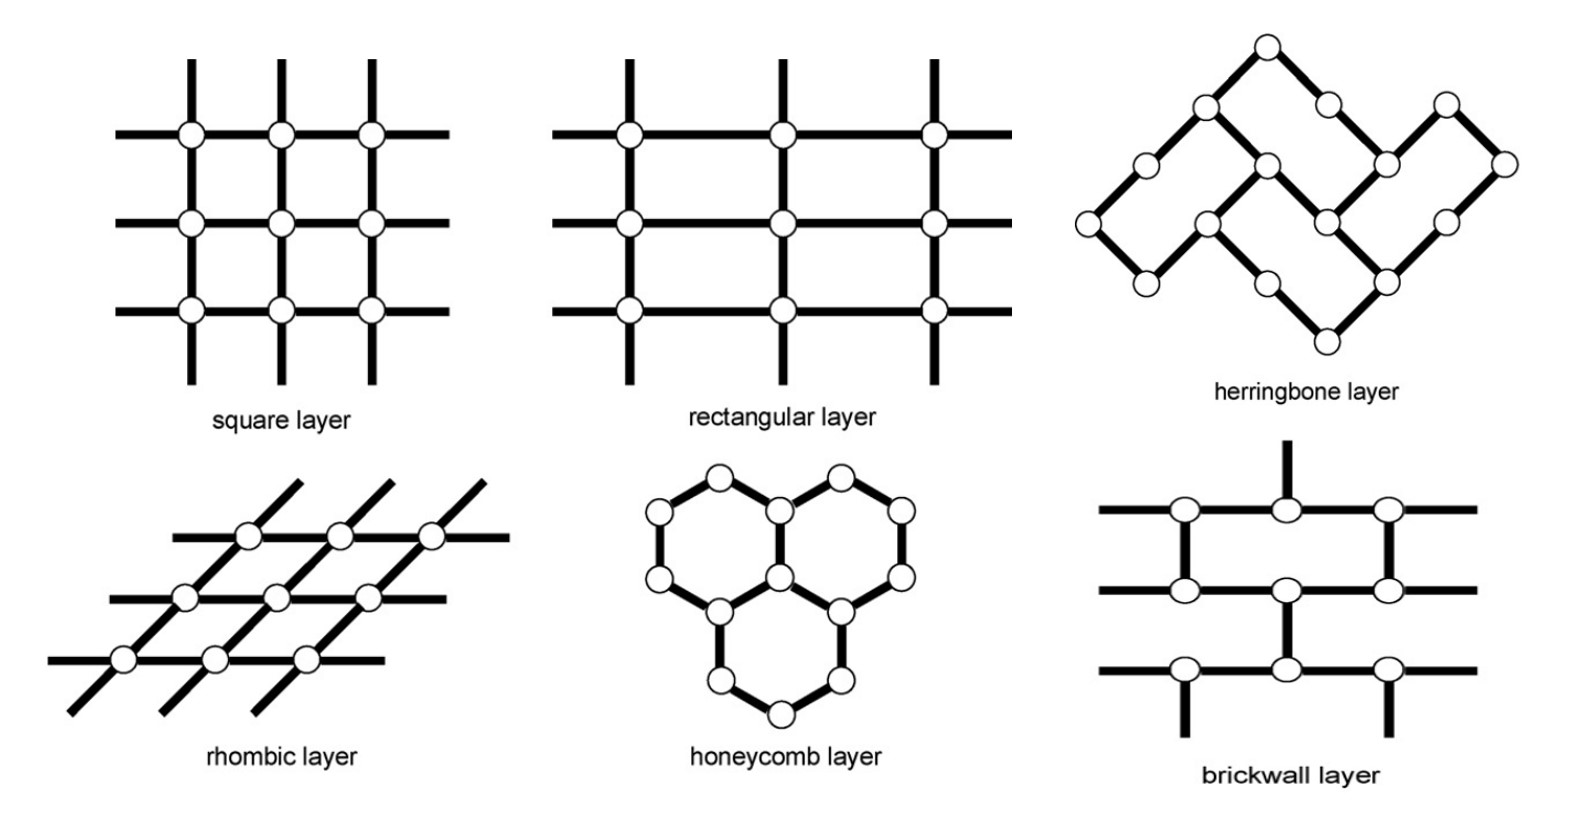 square layer
rectangular layer
herringbone layer
rhombic layer
honeycomb layer
brickwall layer